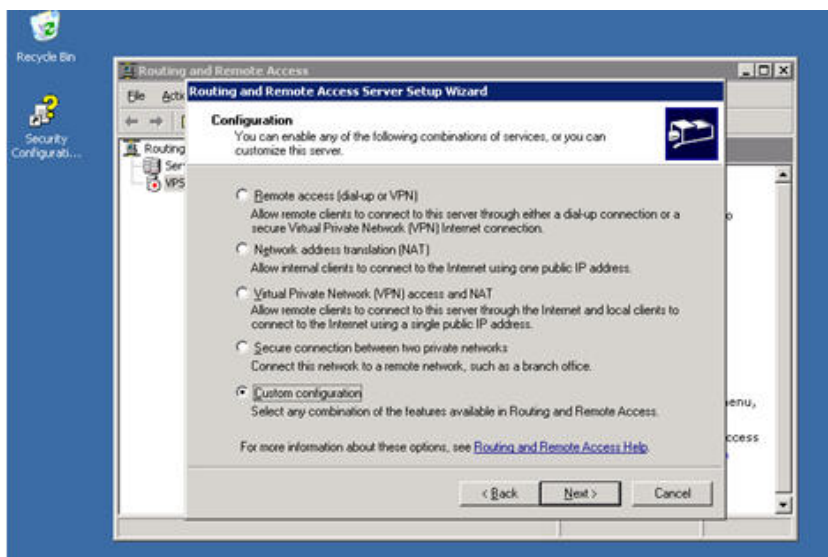 Recycle Bin
Security
Configurati...
Routing and Remote Access
File
Routing and Remote Access Server Setup Wizard
Configuration
You can enable any of the following combinations of services, or you can
customize this server.
Routing
VPS
Remote access (dial-up or VPN)
Allow remote clients to connect to this server through either a dial-up connection or a
secure Virtual Private Network (VPN) Internet connection.
Network address translation (NAT)
Allow internal clients to connect to the Internet using one public IP address.
Virtual Private Network (VPN) access and NAT
Allow remote clients to connect to this server through the Internet and local clients to
connect to the Internet using a single public IP address.
Secure connection between two private networks
Connect this network to a remote network, such as a branch office.
Custom configuration
Select any combination of the features available in Routing and Remote Access.
enu,
ccess
For more information about these options, see Routing and Remote Access Help.
< Back
Next >
Cancel